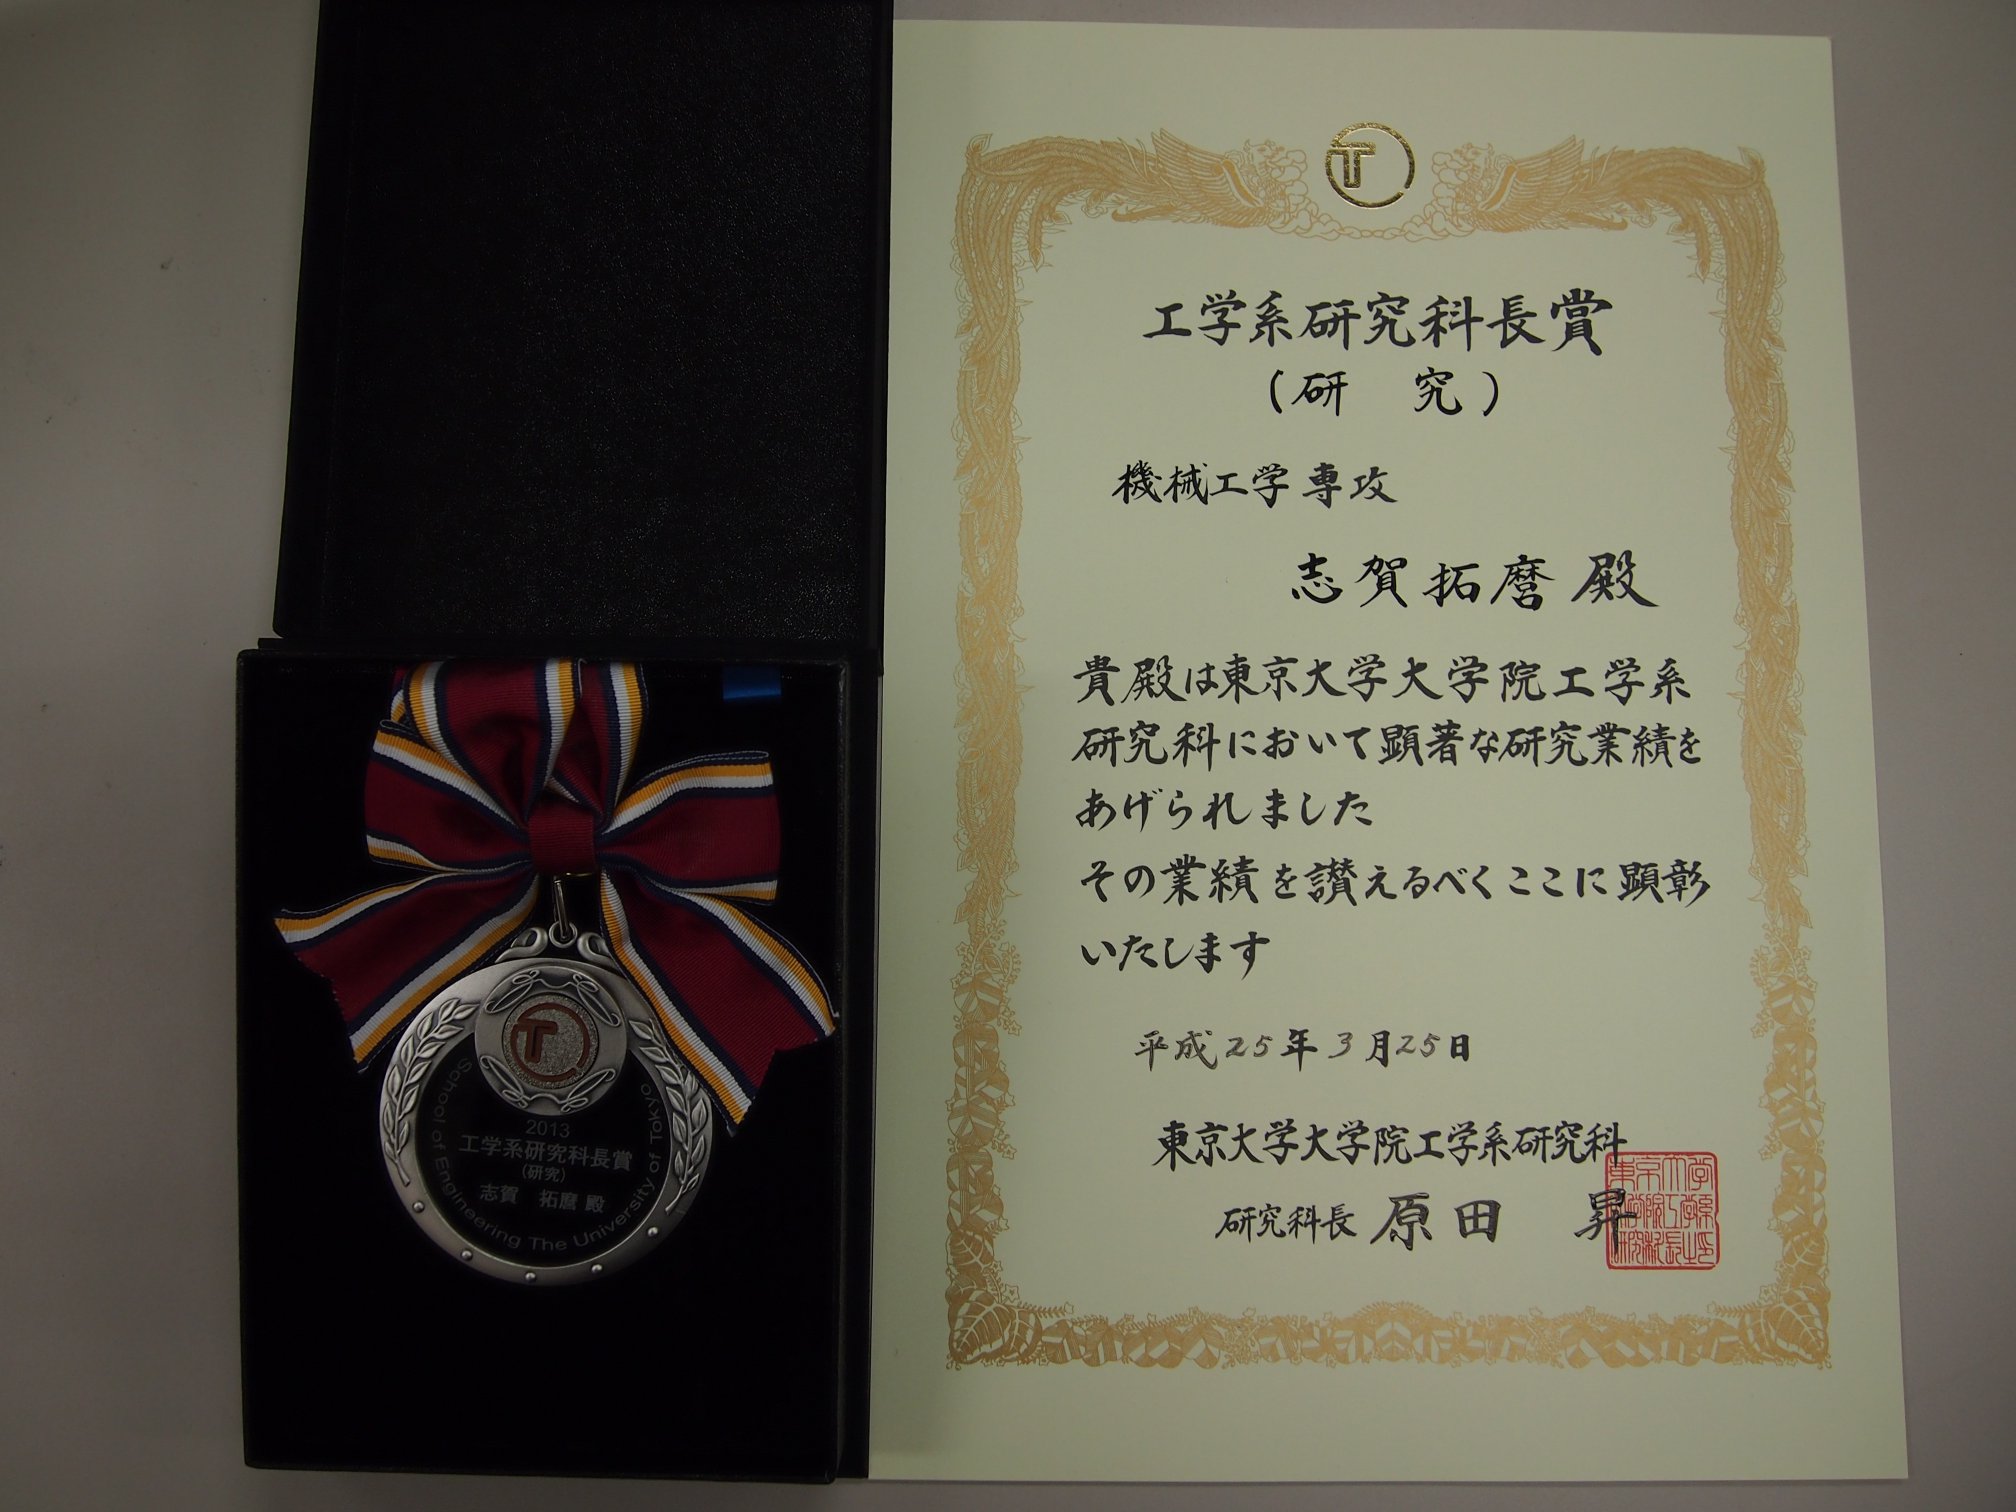 工学系研究科長賞
(研 究)
機械工学専攻
志賀拓麿 殿
貴殿は東京大学大学院工学系
研究科において顕著な研究業績を
あげられました
その業績を讃えるべくここに顕彰
いたします
平成25年3月25日
東京大学大学院工学系研究科
研究科長 原田 昇
T
2013
工学系研究科長賞
(研究)
志賀 拓麿 殿
School of Engineering The University of Tokyo